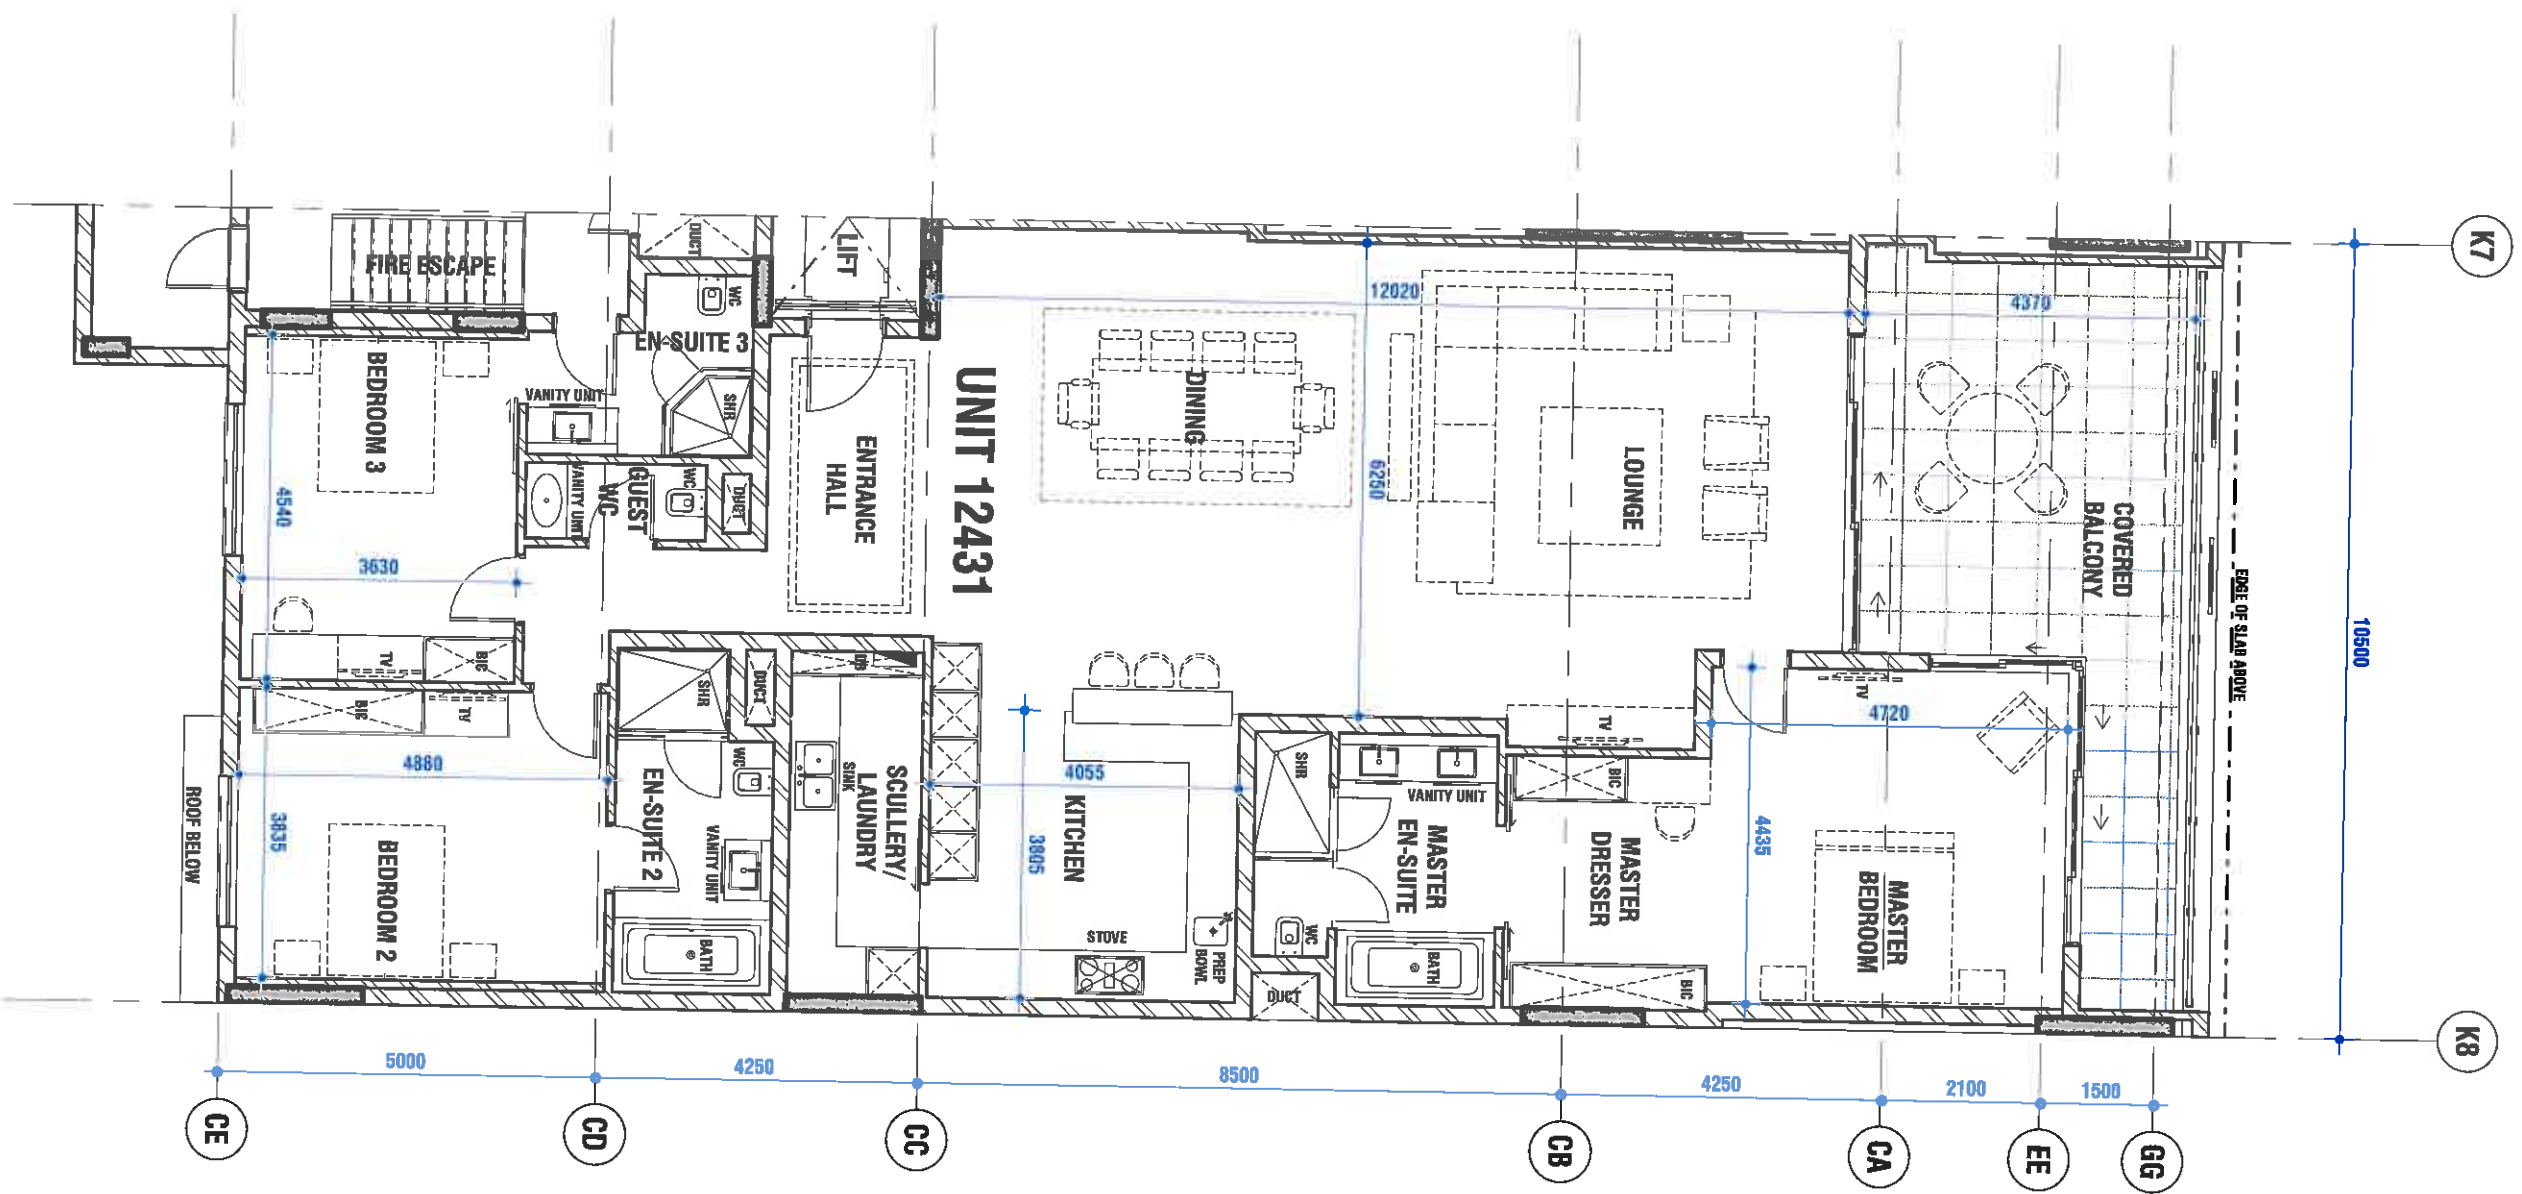 K7
K8
10500
EDGE OF SLAB ABOVE
COVERED
BALCONY
4370
FIRE ESCAPE
DUCT
LIFT
WC
EN-SUITE 3
SHR
VANITY UNIT
BEDROOM 3
4540
3630
TV
BIC
VANITY UNIT
GUEST
WC
WC
DUCT
ENTRANCE
HALL
UNIT 12431
12020
DINING
6250
LOUNGE
TV
4720
TV
MASTER
BEDROOM
4435
MASTER
DRESSER
BIC
BIC
VANITY UNIT
MASTER
EN-SUITE
SHR
WC
BATH
DUCT
KITCHEN
4055
3805
STOVE
PREP
BOWL
SCULLERY/
LAUNDRY
SINK
DB
DUCT
SHR
WC
EN-SUITE 2
VANITY UNIT
BATH
BIC
TV
4880
3835
BEDROOM 2
ROOF BELOW
5000
4250
8500
4250
2100
1500
CE
CD
CC
CB
CA
EE
GG